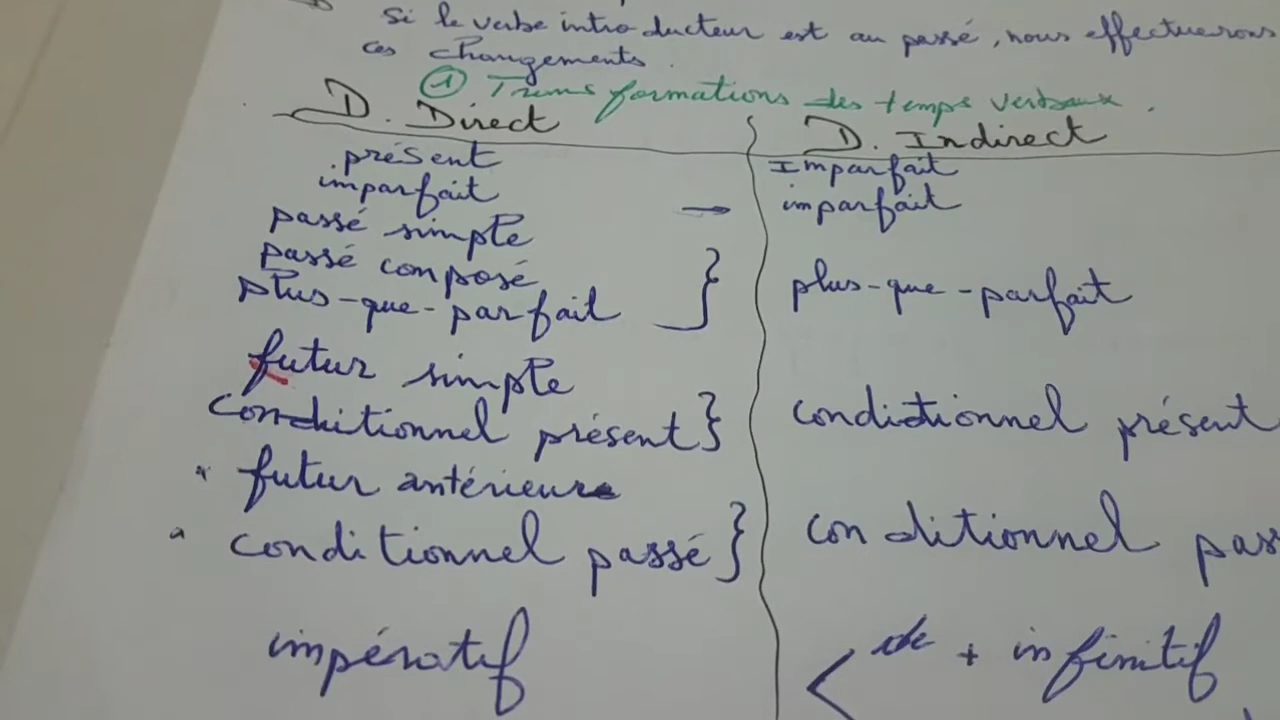 Si le verbe introducteur est au passé, nous effectuerons
ces changements.
① Transformations des temps verbaux.
D. Direct
D. Indirect
présent
Imparfait
imparfait
→ imparfait
passé simple
passé composé
plus-que-parfait }
plus-que-parfait
futur simple
conditionnel présent }
condictionnel présent
futur antérieur
conditionnel passé }
conditionnel
impératif
de + infinitif